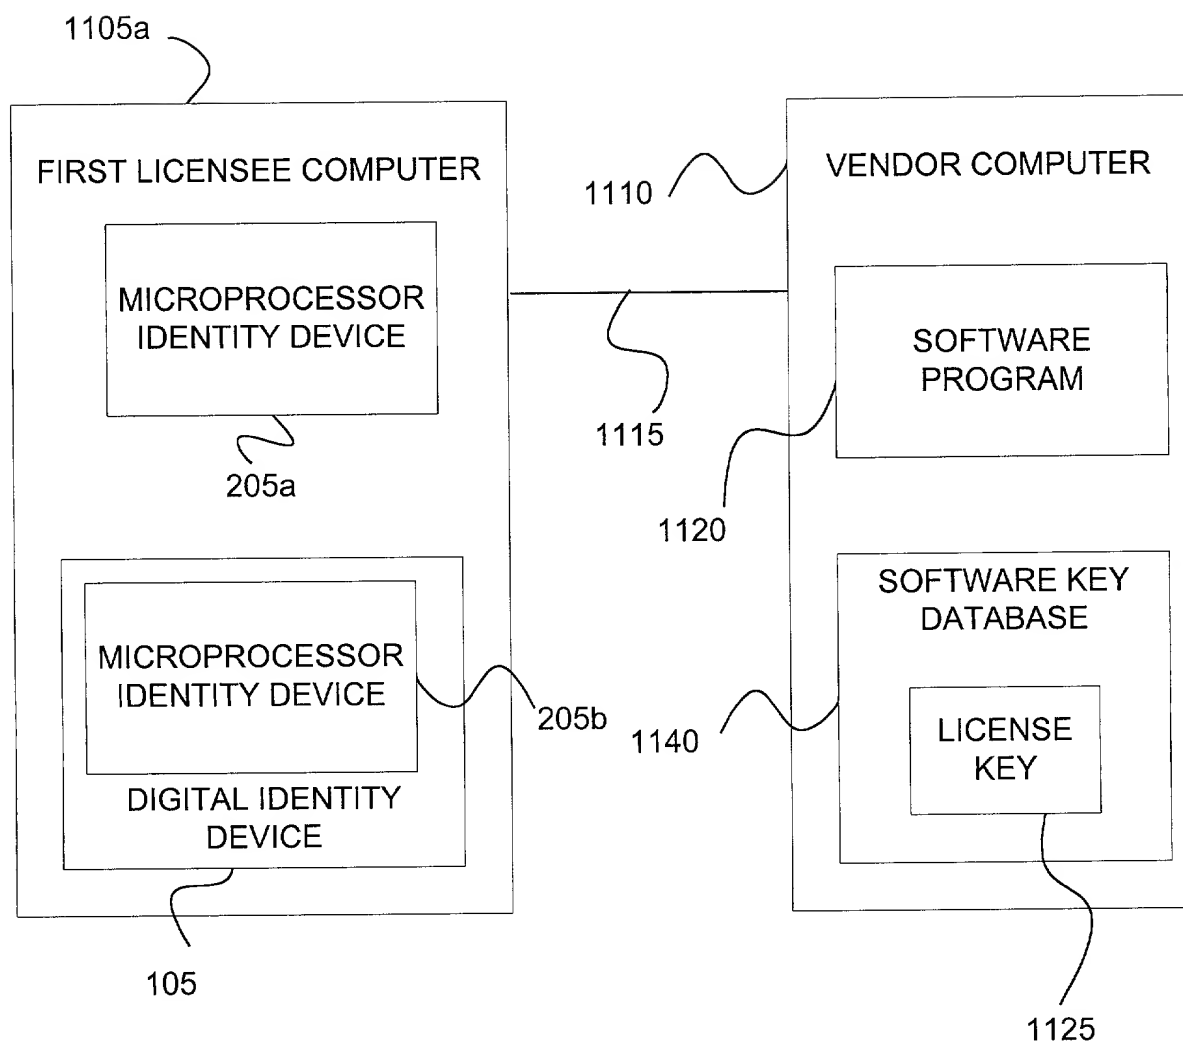 1105a
FIRST LICENSEE COMPUTER
MICROPROCESSOR
IDENTITY DEVICE
205a
MICROPROCESSOR
IDENTITY DEVICE
205b
DIGITAL IDENTITY
DEVICE
105
1110
1115
VENDOR COMPUTER
SOFTWARE
PROGRAM
1120
SOFTWARE KEY
DATABASE
1140
LICENSE
KEY
1125